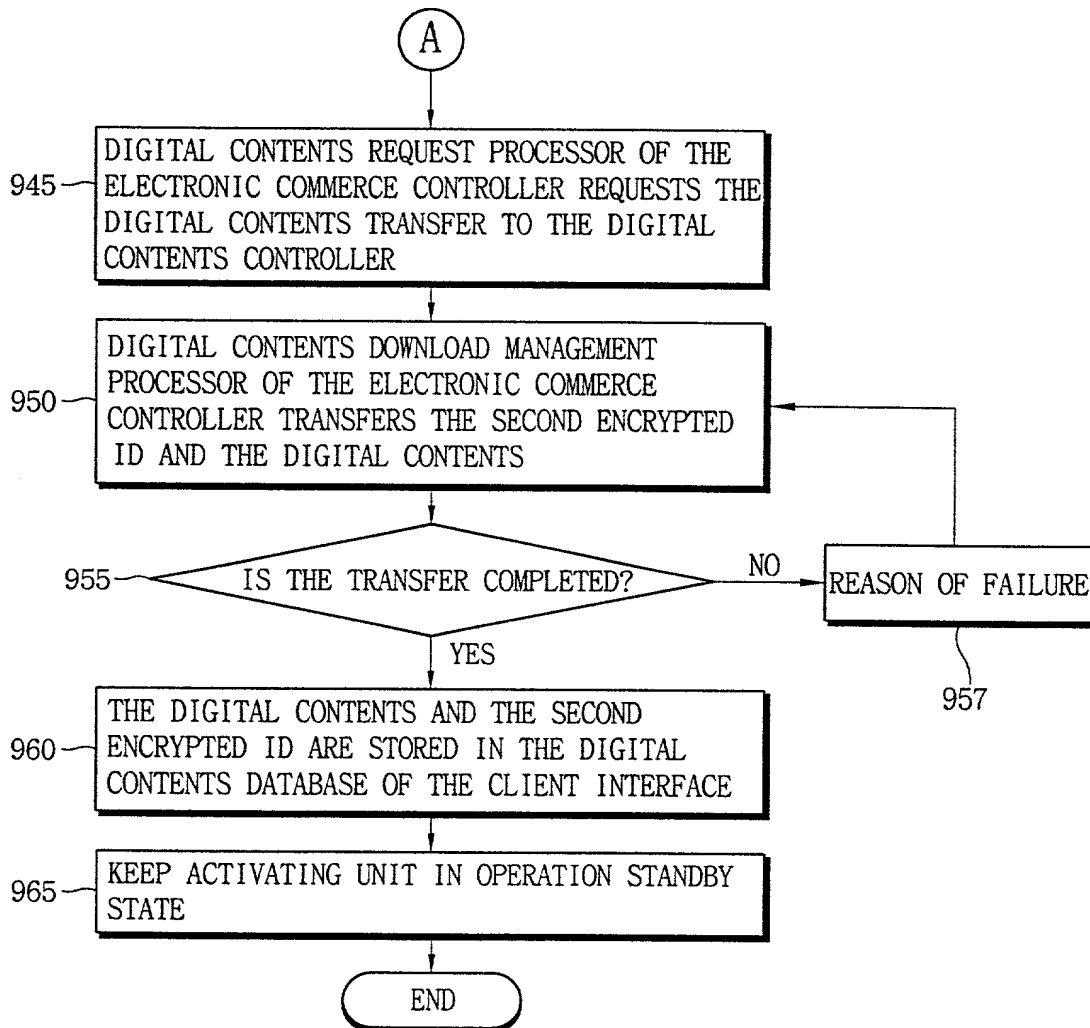 A
945
DIGITAL CONTENTS REQUEST PROCESSOR OF THE
ELECTRONIC COMMERCE CONTROLLER REQUESTS THE
DIGITAL CONTENTS TRANSFER TO THE DIGITAL
CONTENTS CONTROLLER
950
DIGITAL CONTENTS DOWNLOAD MANAGEMENT
PROCESSOR OF THE ELECTRONIC COMMERCE
CONTROLLER TRANSFERS THE SECOND ENCRYPTED
ID AND THE DIGITAL CONTENTS
955
IS THE TRANSFER COMPLETED?
NO
REASON OF FAILURE
957
YES
960
THE DIGITAL CONTENTS AND THE SECOND
ENCRYPTED ID ARE STORED IN THE DIGITAL
CONTENTS DATABASE OF THE CLIENT INTERFACE
965
KEEP ACTIVATING UNIT IN OPERATION STANDBY
STATE
END